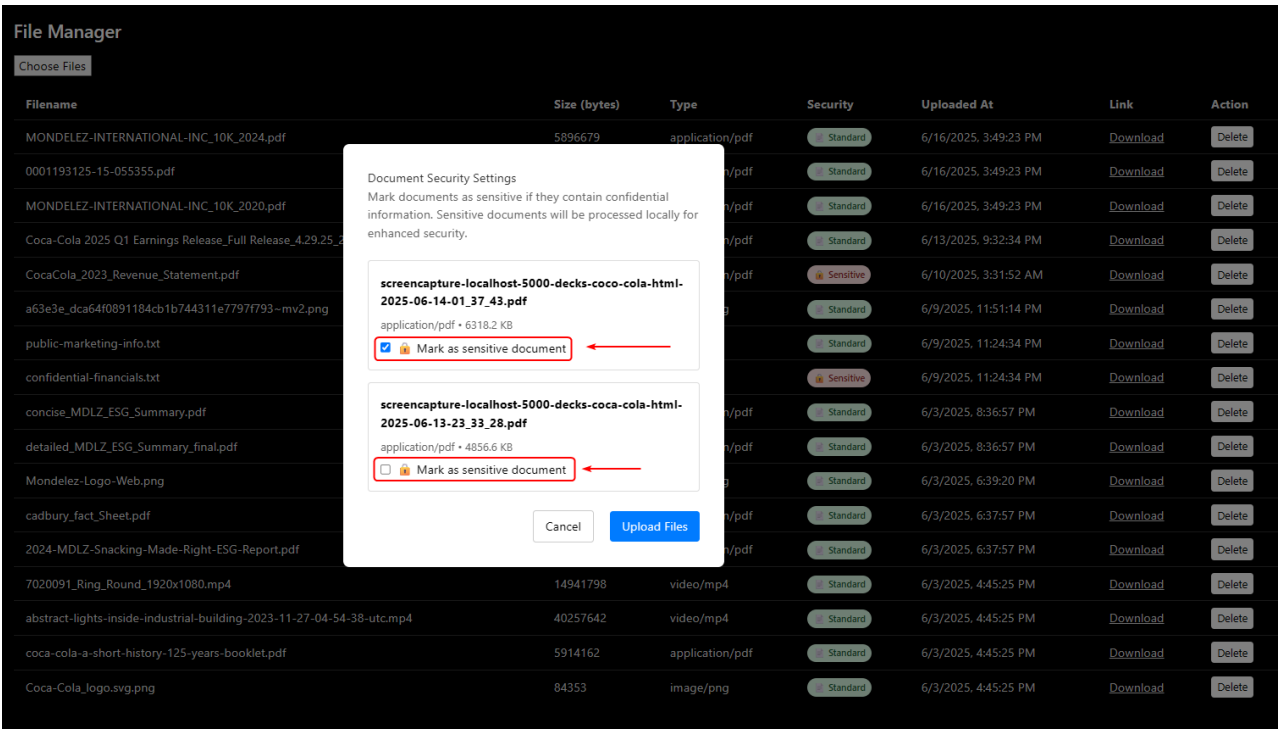 File Manager
Choose Files
Filename Size (bytes) Type Security Uploaded At Link Action
MONDELEZ-INTERNATIONAL-INC_10K_2024.pdf 5896679 application/pdf Standard 6/16/2025, 3:49:23 PM Download Delete
0001193125-15-055355.pdf n/pdf Standard 6/16/2025, 3:49:23 PM Download Delete
MONDELEZ-INTERNATIONAL-INC_10K_2020.pdf n/pdf Standard 6/16/2025, 3:49:23 PM Download Delete
Coca-Cola 2025 Q1 Earnings Release_Full Release_4.29.25_2 n/pdf Standard 6/13/2025, 9:32:34 PM Download Delete
CocaCola_2023_Revenue_Statement.pdf n/pdf Sensitive 6/10/2025, 3:31:52 AM Download Delete
a63e3e_dca64f0891184cb1b744311e7797f793~mv2.png g Standard 6/9/2025, 11:51:14 PM Download Delete
public-marketing-info.txt Standard 6/9/2025, 11:24:34 PM Download Delete
confidential-financials.txt Sensitive 6/9/2025, 11:24:34 PM Download Delete
concise_MDLZ_ESG_Summary.pdf n/pdf Standard 6/3/2025, 8:36:57 PM Download Delete
detailed_MDLZ_ESG_Summary_final.pdf n/pdf Standard 6/3/2025, 8:36:57 PM Download Delete
Mondelez-Logo-Web.png g Standard 6/3/2025, 6:39:20 PM Download Delete
cadbury_fact_Sheet.pdf n/pdf Standard 6/3/2025, 6:37:57 PM Download Delete
2024-MDLZ-Snacking-Made-Right-ESG-Report.pdf n/pdf Standard 6/3/2025, 6:37:57 PM Download Delete
7020091_Ring_Round_1920x1080.mp4 14941798 video/mp4 Standard 6/3/2025, 4:45:25 PM Download Delete
abstract-lights-inside-industrial-building-2023-11-27-04-54-38-utc.mp4 40257642 video/mp4 Standard 6/3/2025, 4:45:25 PM Download Delete
coca-cola-a-short-history-125-years-booklet.pdf 5914162 application/pdf Standard 6/3/2025, 4:45:25 PM Download Delete
Coca-Cola_logo.svg.png 84353 image/png Standard 6/3/2025, 4:45:25 PM Download Delete
Document Security Settings
Mark documents as sensitive if they contain confidential
information. Sensitive documents will be processed locally for
enhanced security.
screencapture-localhost-5000-decks-coco-cola-html-
2025-06-14-01_37_43.pdf
application/pdf • 6318.2 KB
Mark as sensitive document
screencapture-localhost-5000-decks-coca-cola-html-
2025-06-13-23_33_28.pdf
application/pdf • 4856.6 KB
Mark as sensitive document
Cancel Upload Files